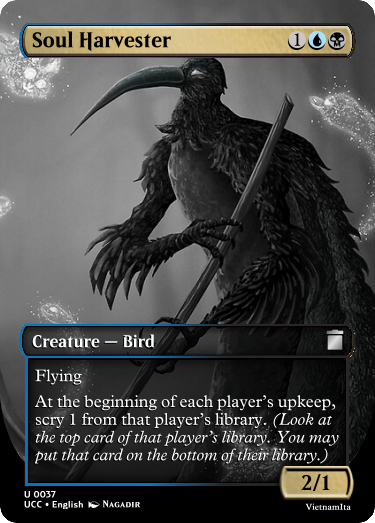 Soul Harvester 1
Creature — Bird
Flying
At the beginning of each player's upkeep,
scry 1 from that player's library. (Look at
the top card of that player's library. You may
put that card on the bottom of their library.)
2/1
U 0037
UCC • English NAGADIR
VietnamIta